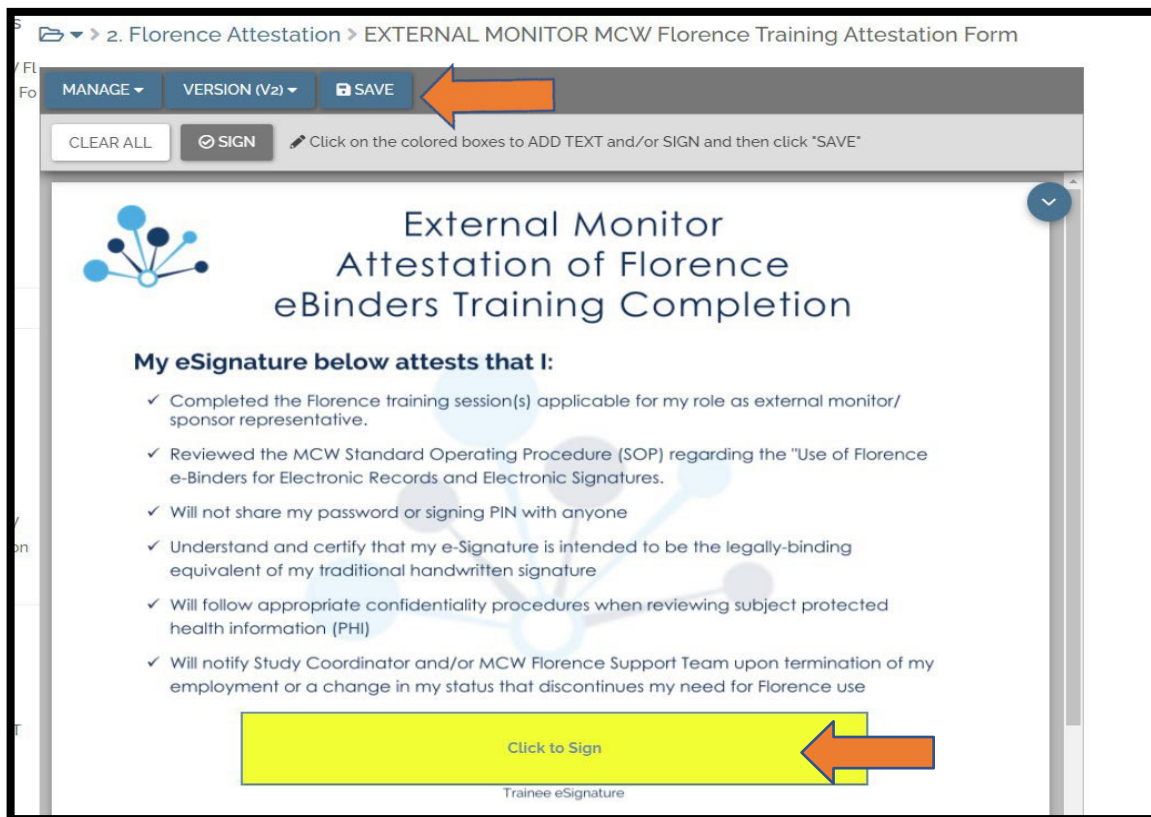 s
2. Florence Attestation > EXTERNAL MONITOR MCW Florence Training Attestation Form
/ Fl
Fo
MANAGE VERSION (V2) SAVE
CLEAR ALL SIGN Click on the colored boxes to ADD TEXT and/or SIGN and then click "SAVE"
External Monitor
Attestation of Florence
eBinders Training Completion
My eSignature below attests that I:
✓ Completed the Florence training session(s) applicable for my role as external monitor/
sponsor representative.
✓ Reviewed the MCW Standard Operating Procedure (SOP) regarding the "Use of Florence
e-Binders for Electronic Records and Electronic Signatures.
✓ Will not share my password or signing PIN with anyone
✓ Understand and certify that my e-Signature is intended to be the legally-binding
on
equivalent of my traditional handwritten signature
✓ Will follow appropriate confidentiality procedures when reviewing subject protected
health information (PHI)
✓ Will notify Study Coordinator and/or MCW Florence Support Team upon termination of my
employment or a change in my status that discontinues my need for Florence use
T
Click to Sign
Trainee eSignature